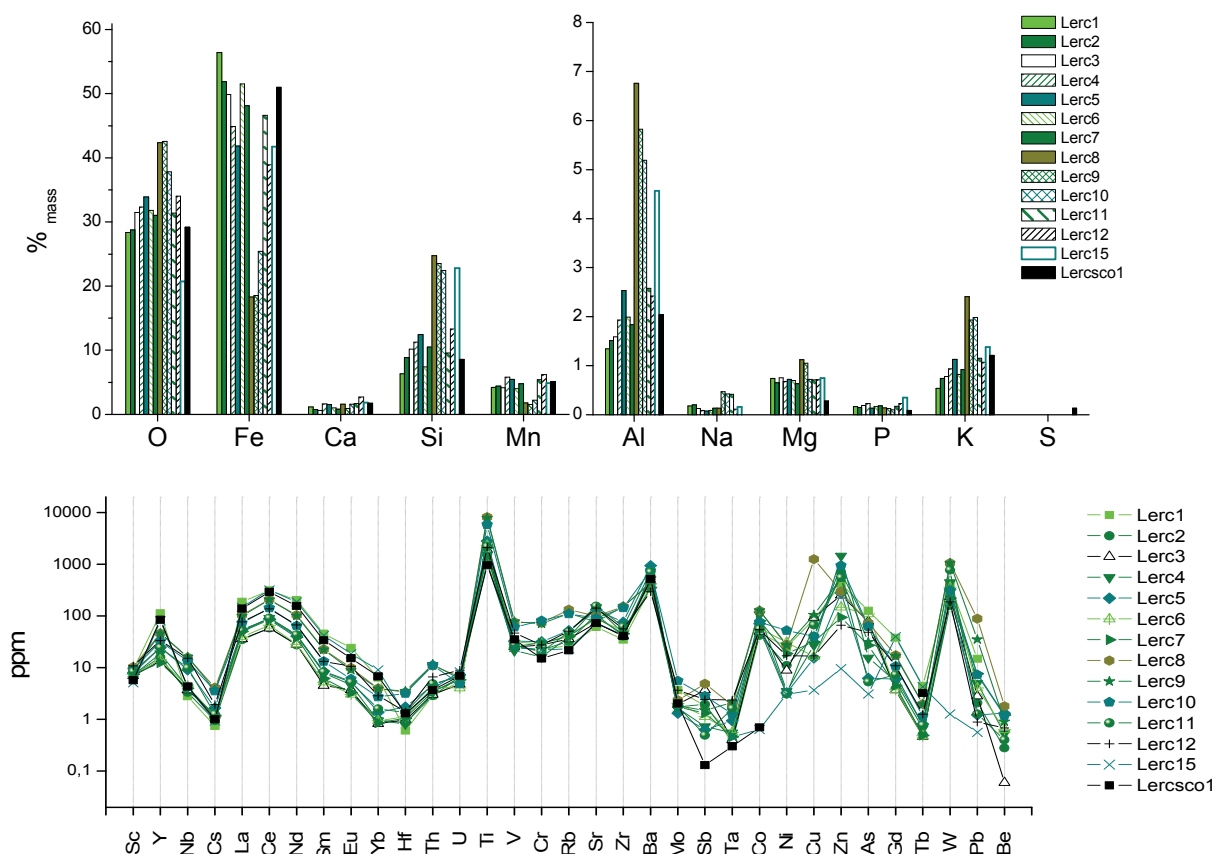 60
50
40
30
20
10
0
% mass
O Fe Ca Si Mn
8
7
6
5
4
3
2
1
0
Al Na Mg P K S
Lerc1
Lerc2
Lerc3
Lerc4
Lerc5
Lerc6
Lerc7
Lerc8
Lerc9
Lerc10
Lerc11
Lerc12
Lerc15
Lercsco1
10000
1000
100
10
1
0,1
ppm
Sc Y Nb Cs La Ce Nd Sm Eu Yb Hf Th U Ti V Cr Rb Sr Zr Ba Mo Sb Ta Co Ni Cu Zn As Gd Tb W Pb Be
Lerc1
Lerc2
Lerc3
Lerc4
Lerc5
Lerc6
Lerc7
Lerc8
Lerc9
Lerc10
Lerc11
Lerc12
Lerc15
Lercsco1